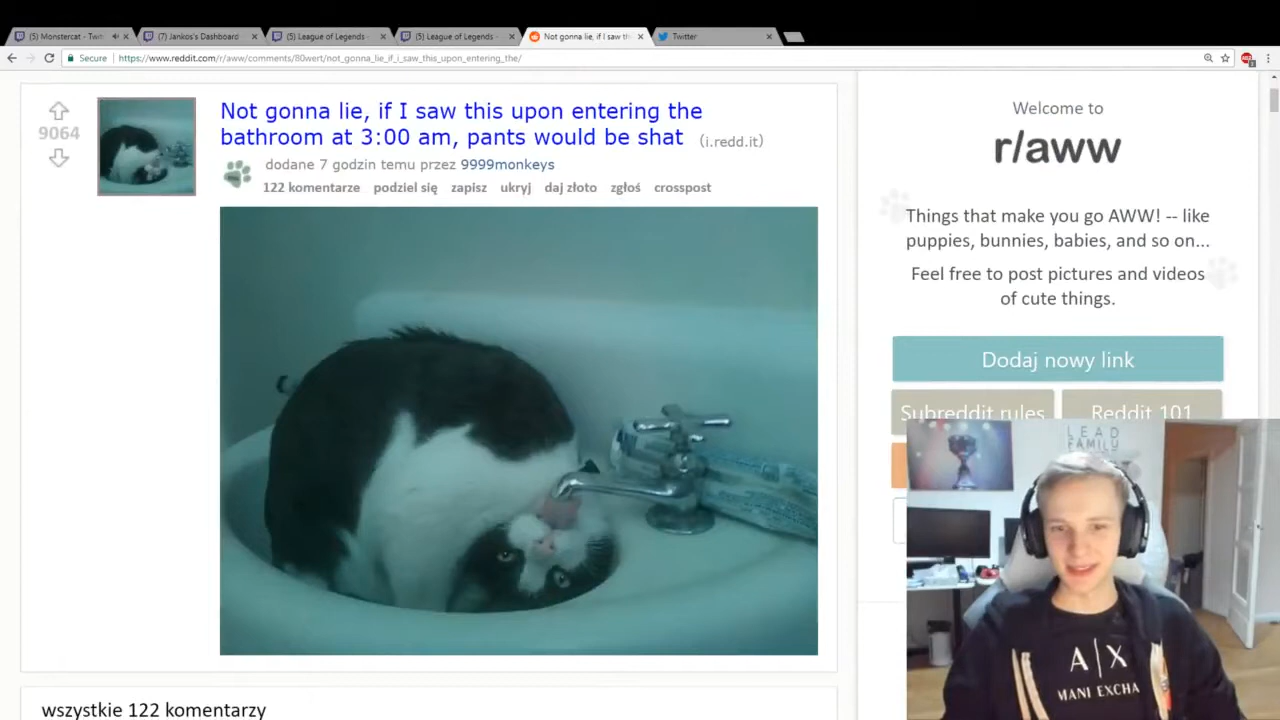 (5) Monstercat - Twit
(7) Jankos's Dashboard
(5) League of Legends -
(5) League of Legends -
Not gonna lie, if I saw th
Twitter
Secure
https://www.reddit.com/r/aww/comments/80wert/not_gonna_lie_if_i_saw_this_upon_entering_the/
9064
Not gonna lie, if I saw this upon entering the
bathroom at 3:00 am, pants would be shat (i.redd.it)
dodane 7 godzin temu przez 9999monkeys
122 komentarze podziel się zapisz ukryj daj złoto zgłoś crosspost
wszystkie 122 komentarzy
Welcome to
r/aww
Things that make you go AWW! -- like
puppies, bunnies, babies, and so on...
Feel free to post pictures and videos
of cute things.
Dodaj nowy link
Subreddit rules
Reddit 101
LEAD
FAMILY
A|X
MANI EXCHA